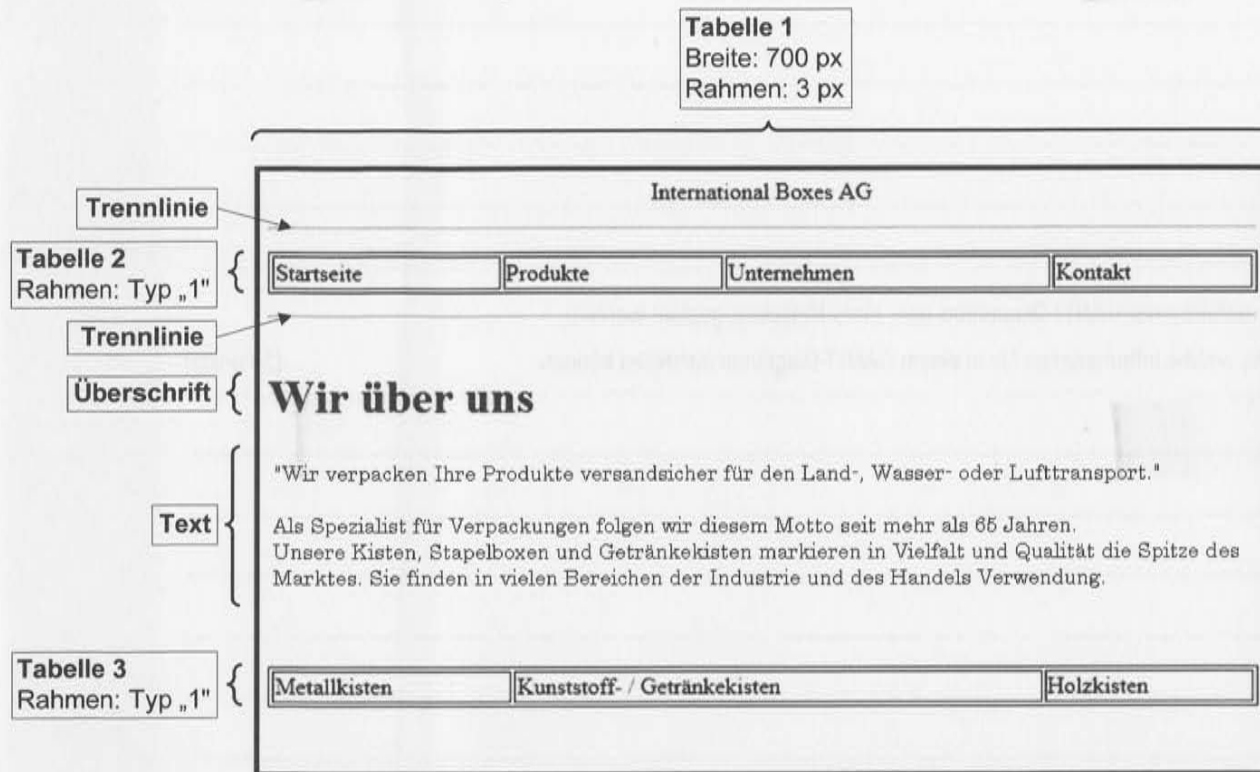 Tabelle 1
Breite: 700 px
Rahmen: 3 px
International Boxes AG
Trennlinie
Tabelle 2
Rahmen: Typ „1"
Startseite Produkte Unternehmen Kontakt
Trennlinie
Überschrift
Wir über uns
"Wir verpacken Ihre Produkte versandsicher für den Land-, Wasser- oder Lufttransport."
Text
Als Spezialist für Verpackungen folgen wir diesem Motto seit mehr als 65 Jahren.
Unsere Kisten, Stapelboxen und Getränkekisten markieren in Vielfalt und Qualität die Spitze des
Marktes. Sie finden in vielen Bereichen der Industrie und des Handels Verwendung.
Tabelle 3
Rahmen: Typ „1"
Metallkisten Kunststoff- / Getränkekisten Holzkisten